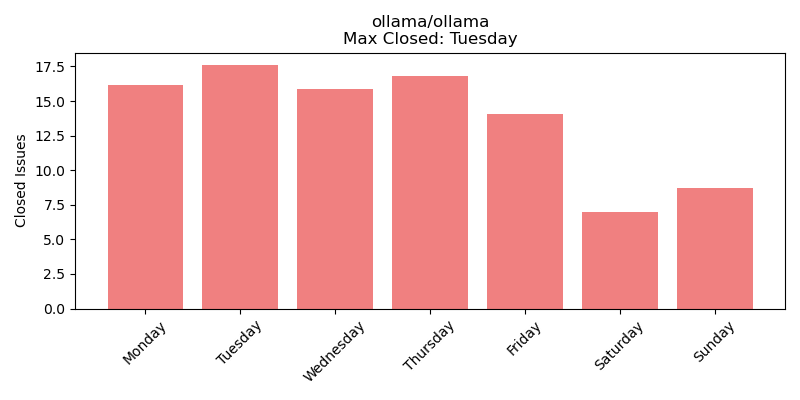 ollama/ollama
Max Closed: Tuesday
Closed Issues
17.5
15.0
12.5
10.0
7.5
5.0
2.5
0.0
Monday
Tuesday
Wednesday
Thursday
Friday
Saturday
Sunday